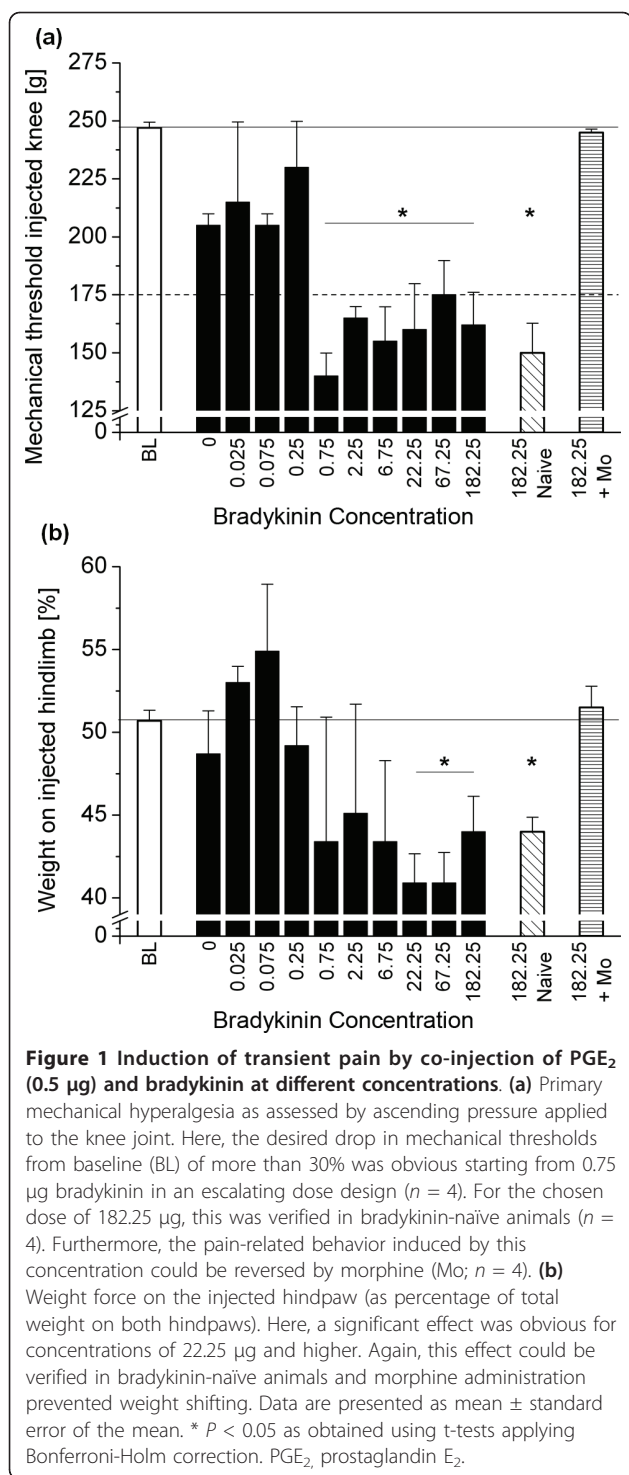 (a)
Mechanical threshold injected knee [g]
250
225
200
175
150
125
0
*
*
BL
0
0.025
0.075
0.25
0.75
2.25
6.75
22.25
67.25
182.25
182.25
Naive
182.25
+ Mo
Bradykinin Concentration
(b)
Weight on injected hindlimb [%]
60
55
50
45
40
0
*
*
BL
0
0.025
0.075
0.25
0.75
2.25
6.75
22.25
67.25
182.25
182.25
Naive
182.25
+ Mo
Bradykinin Concentration
Figure 1 Induction of transient pain by co-injection of PGE₂
(0.5 μg) and bradykinin at different concentrations. (a) Primary
mechanical hyperalgesia as assessed by ascending pressure applied
to the knee joint. Here, the desired drop in mechanical thresholds
from baseline (BL) of more than 30% was obvious starting from 0.75
μg bradykinin in an escalating dose design (n = 4). For the chosen
dose of 182.25 μg, this was verified in bradykinin-naïve animals (n =
4). Furthermore, the pain-related behavior induced by this
concentration could be reversed by morphine (Mo; n = 4). (b)
Weight force on the injected hindpaw (as percentage of total
weight on both hindpaws). Here, a significant effect was obvious for
concentrations of 22.25 μg and higher. Again, this effect could be
verified in bradykinin-naïve animals and morphine administration
prevented weight shifting. Data are presented as mean ± standard
error of the mean. * P < 0.05 as obtained using t-tests applying
Bonferroni-Holm correction. PGE₂, prostaglandin E₂.